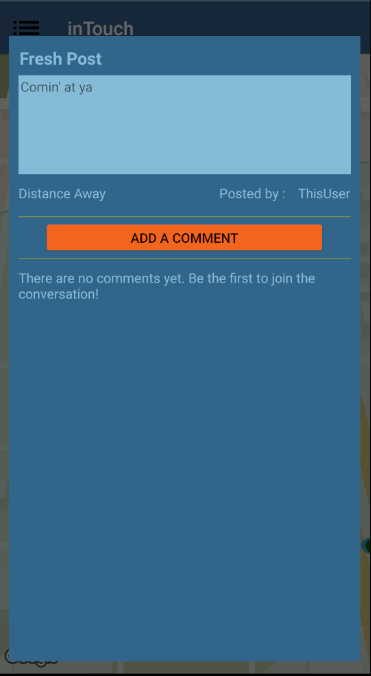 inTouch
Fresh Post
Comin' at ya
Distance Away
Posted by : ThisUser
ADD A COMMENT
There are no comments yet. Be the first to join the
conversation!
Google